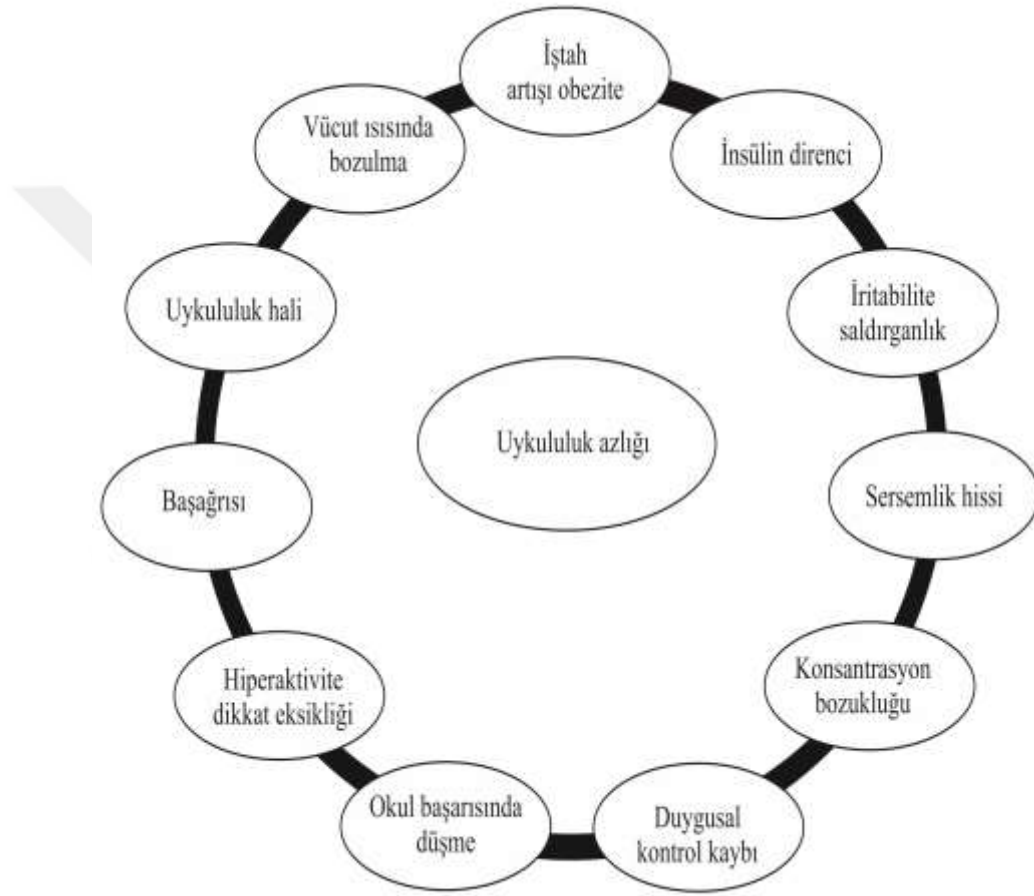 İştah
artışı obezite
İnsülin direnci
İritabilite
saldırganlık
Sersemlik hissi
Konsantrasyon
bozukluğu
Duygusal
kontrol kaybı
Okul başarısında
düşme
Hiperaktivite
dikkat eksikliği
Başağrısı
Uykululuk hali
Vücut ısısında
bozulma
Uykululuk azlığı